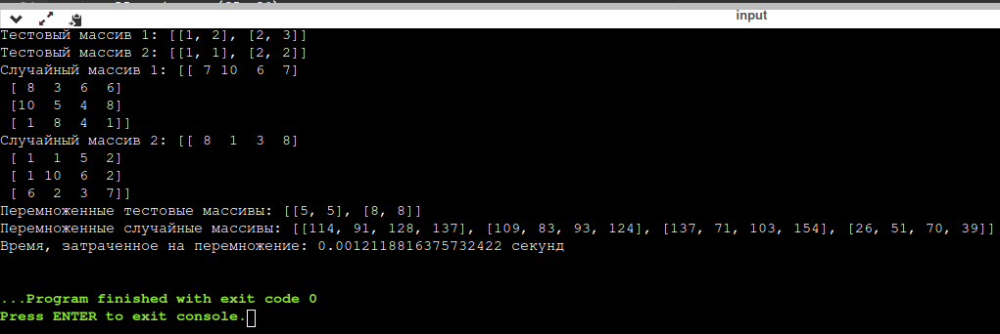 input
Тестовый массив 1: [[1, 2], [2, 3]]
Тестовый массив 2: [[1, 1], [2, 2]]
Случайный массив 1: [[ 7 10  6  7]
 [ 8  3  6  6]
 [10  5  4  8]
 [ 1  8  4  1]]
Случайный массив 2: [[ 8  1  3  8]
 [ 1  1  5  2]
 [ 1 10  6  2]
 [ 6  2  3  7]]
Перемноженные тестовые массивы: [[5, 5], [8, 8]]
Перемноженные случайные массивы: [[114, 91, 128, 137], [109, 83, 93, 124], [137, 71, 103, 154], [26, 51, 70, 39]]
Время, затраченное на перемножение: 0.0012118816375732422 секунд
...Program finished with exit code 0
Press ENTER to exit console.